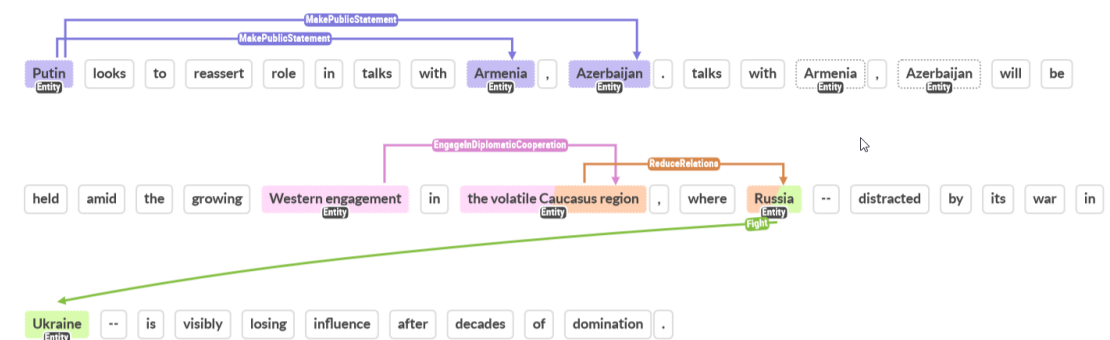 MakePublicStatement
MakePublicStatement
Putin looks to reassert role in talks with Armenia , Azerbaijan . talks with Armenia , Azerbaijan will be
Entity Entity Entity Entity Entity
EngageInDiplomaticCooperation
ReduceRelations
held amid the growing Western engagement in the volatile Caucasus region , where Russia -- distracted by its war in
Entity Entity Entity
Fight
Ukraine -- is visibly losing influence after decades of domination .
Entity